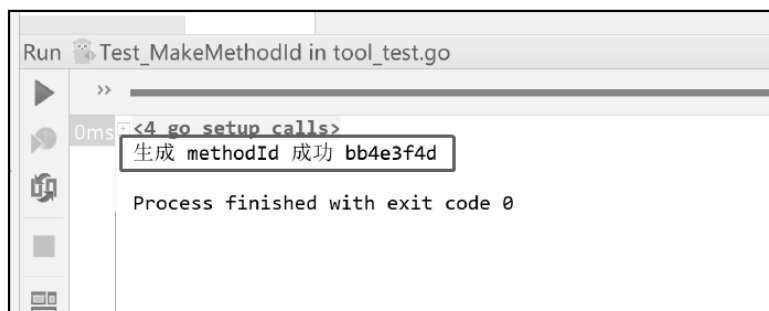 Run Test_MakeMethodId in tool_test.go
>>
0ms <4 go setup calls>
生成 methodId 成功 bb4e3f4d
Process finished with exit code 0